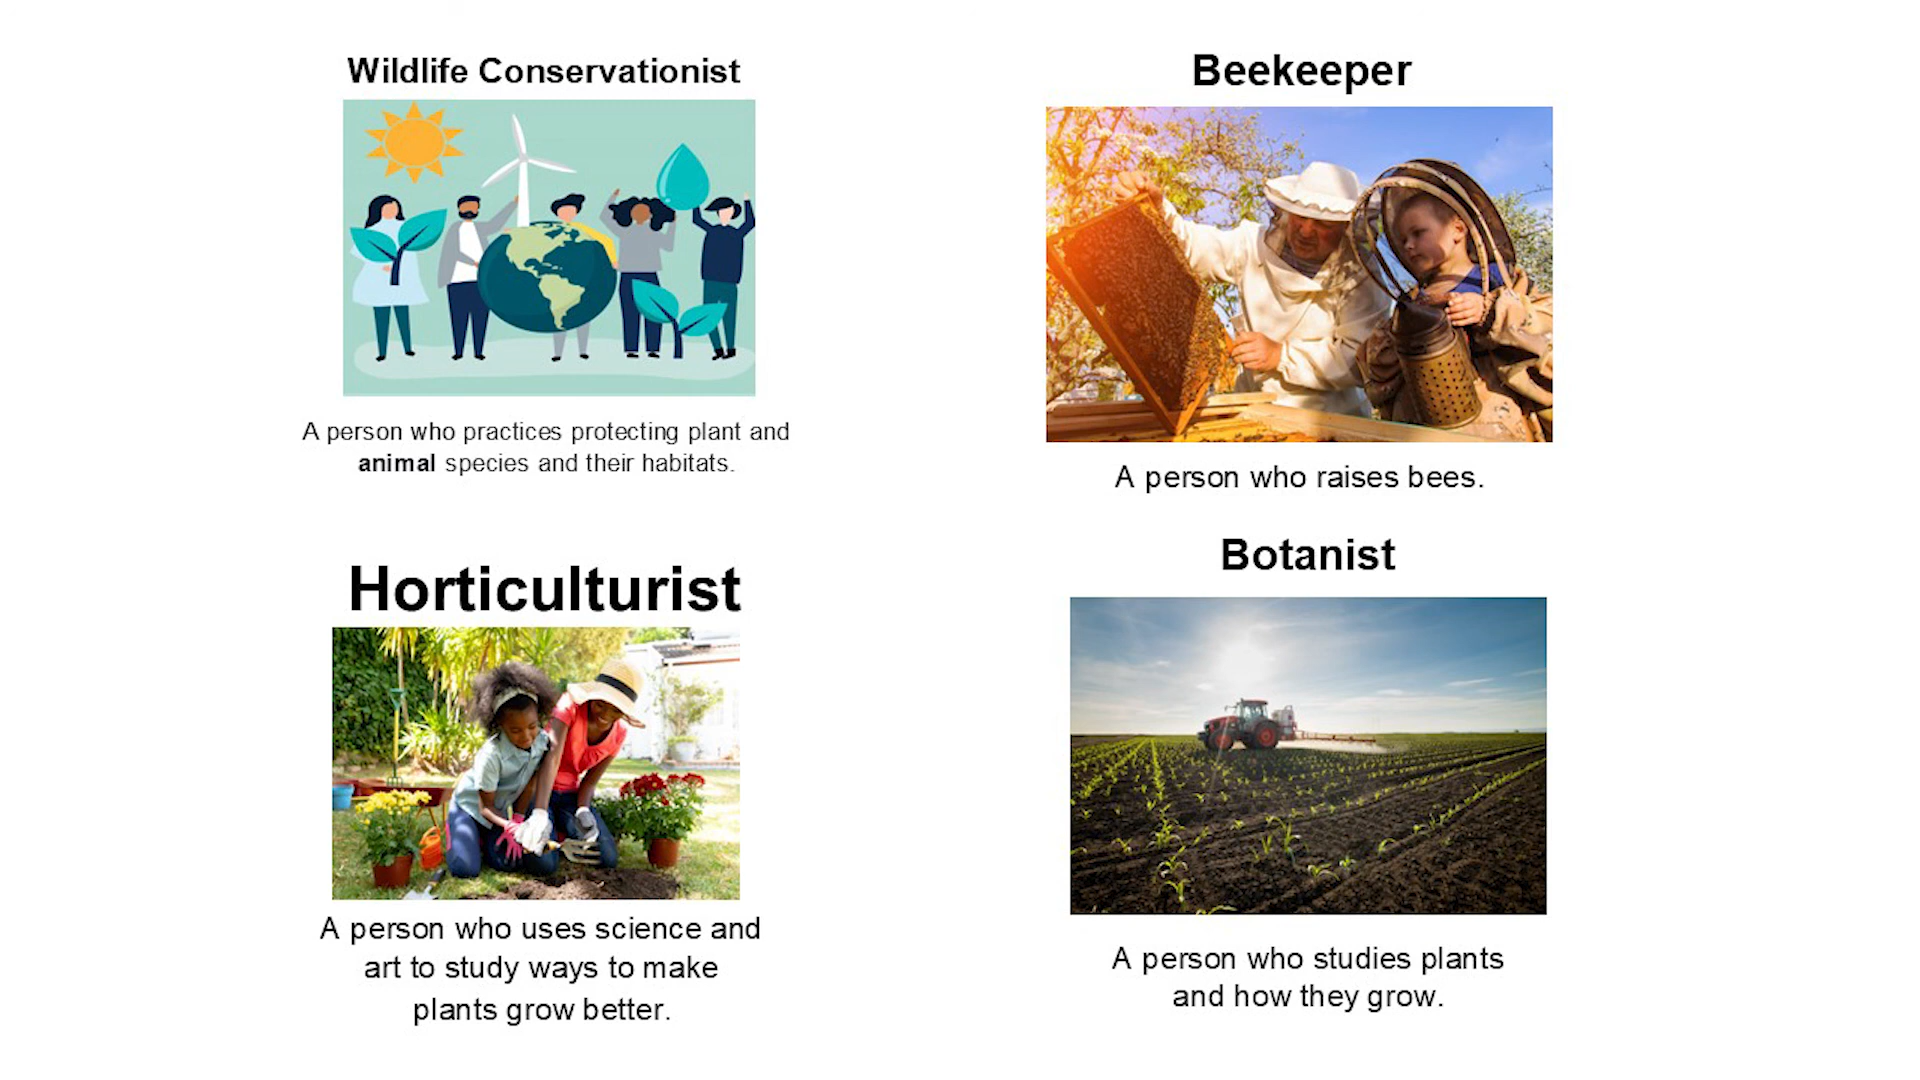 Wildlife Conservationist
A person who practices protecting plant and
animal species and their habitats.
Beekeeper
A person who raises bees.
Horticulturist
A person who uses science and
art to study ways to make
plants grow better.
Botanist
A person who studies plants
and how they grow.